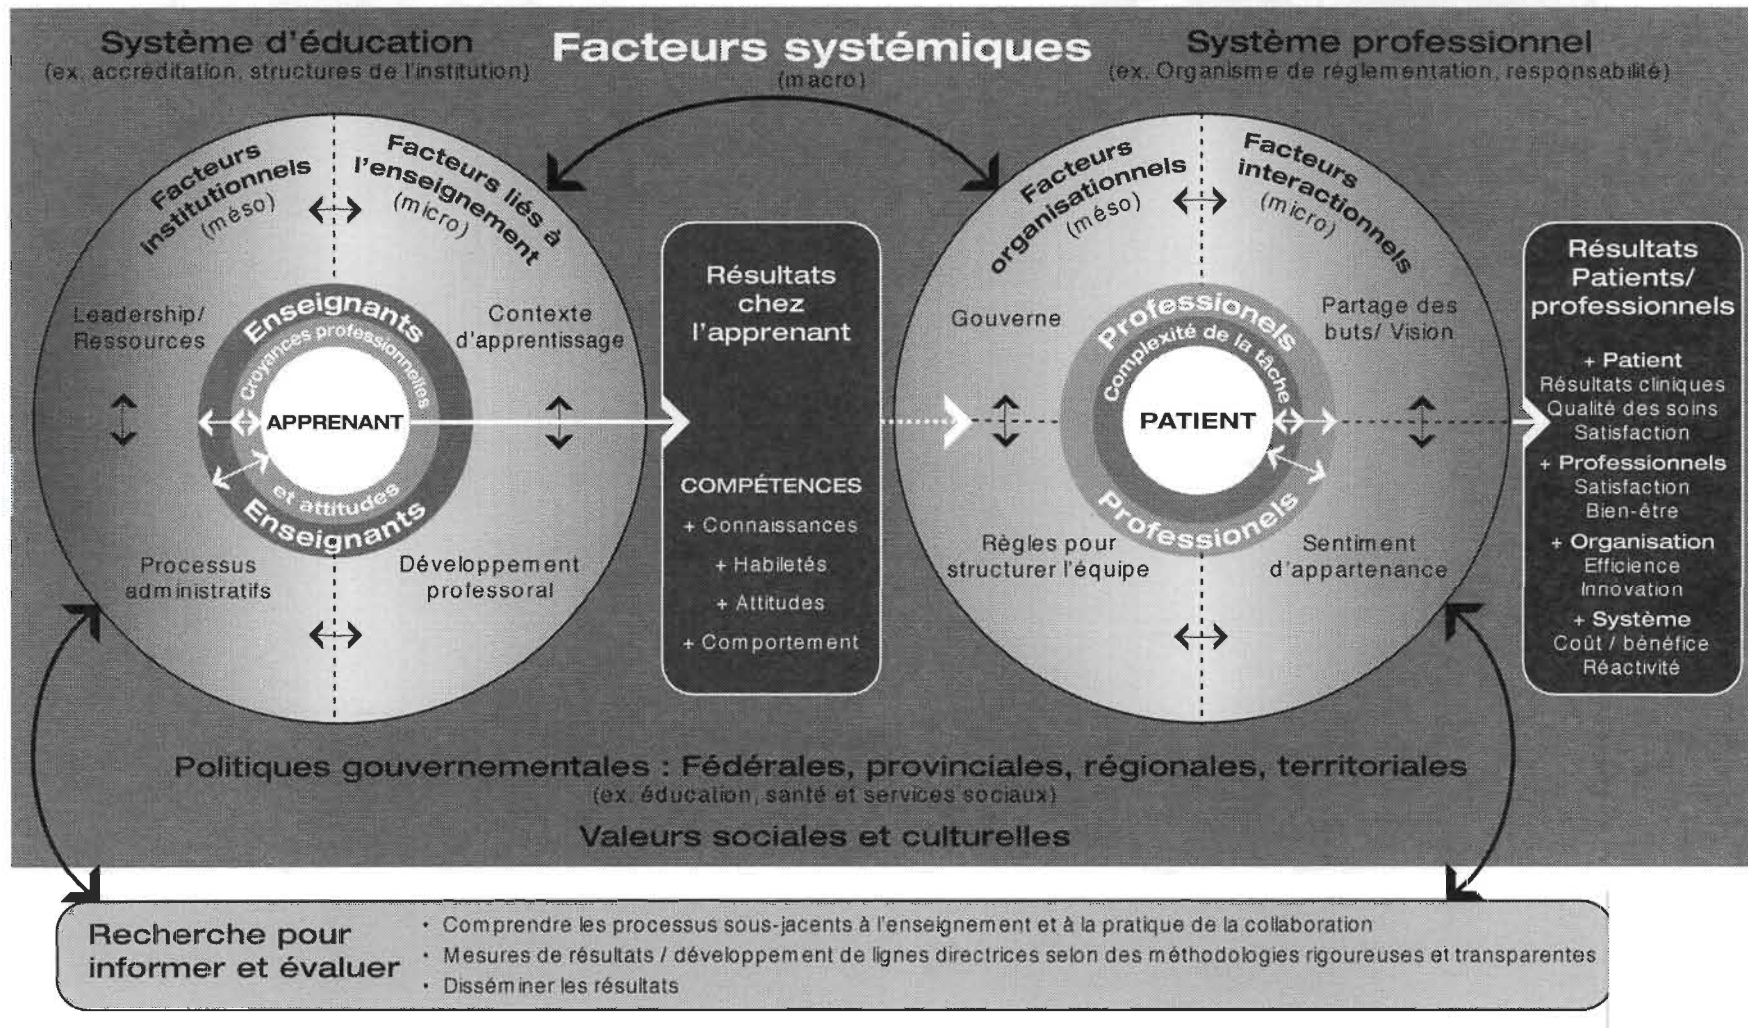 Système d'éducation
(ex. accréditation, structures de l'institution)
Facteurs systémiques
(macro)
Système professionnel
(ex. Organisme de réglementation, responsabilité)
Facteurs
institutionnels
(méso)
Facteurs liés à
l'enseignement
(micro)
Leadership/
Ressources
Contexte
d'apprentissage
Enseignants
Croyances professionnelles
APPRENANT
et attitudes
Enseignants
Processus
administratifs
Développement
professoral
Résultats
chez
l'apprenant
COMPÉTENCES
+ Connaissances
+ Habiletés
+ Attitudes
+ Comportement
Facteurs
organisationnels
(méso)
Facteurs
interactionnels
(micro)
Gouverne
Partage des
buts/ Vision
Professionels
Complexité de la tâche
PATIENT
Professionels
Règles pour
structurer l'équipe
Sentiment
d'appartenance
Résultats
Patients/
professionnels
+ Patient
Résultats cliniques
Qualité des soins
Satisfaction
+ Professionnels
Satisfaction
Bien-être
+ Organisation
Efficience
Innovation
+ Système
Coût / bénéfice
Réactivité
Politiques gouvernementales : Fédérales, provinciales, régionales, territoriales
(ex. éducation, santé et services sociaux)
Valeurs sociales et culturelles
Recherche pour
informer et évaluer
• Comprendre les processus sous-jacents à l'enseignement et à la pratique de la collaboration
• Mesures de résultats / développement de lignes directrices selon des méthodologies rigoureuses et transparentes
• Disséminer les résultats